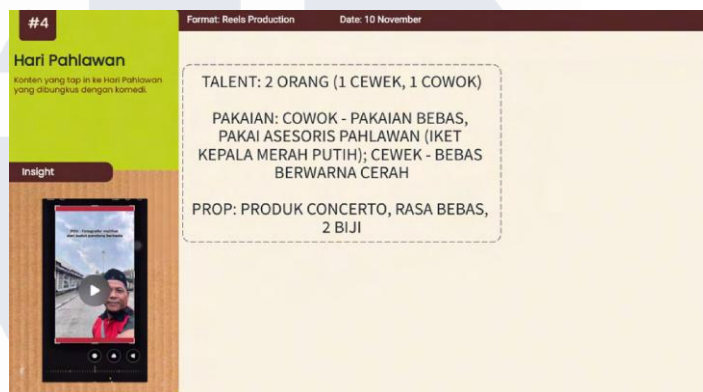 #4
Format: Reels Production
Date: 10 November
Hari Pahlawan
Konten yang tap in ke Hari Pahlawan
yang dibungkus dengan komedi.
Insight
TALENT: 2 ORANG (1 CEWEK, 1 COWOK)
PAKAIAN: COWOK - PAKAIAN BEBAS,
PAKAI ASESORIS PAHLAWAN (IKET
KEPALA MERAH PUTIH); CEWEK - BEBAS
BERWARNA CERAH
PROP: PRODUK CONCERTO, RASA BEBAS,
2 BIJI